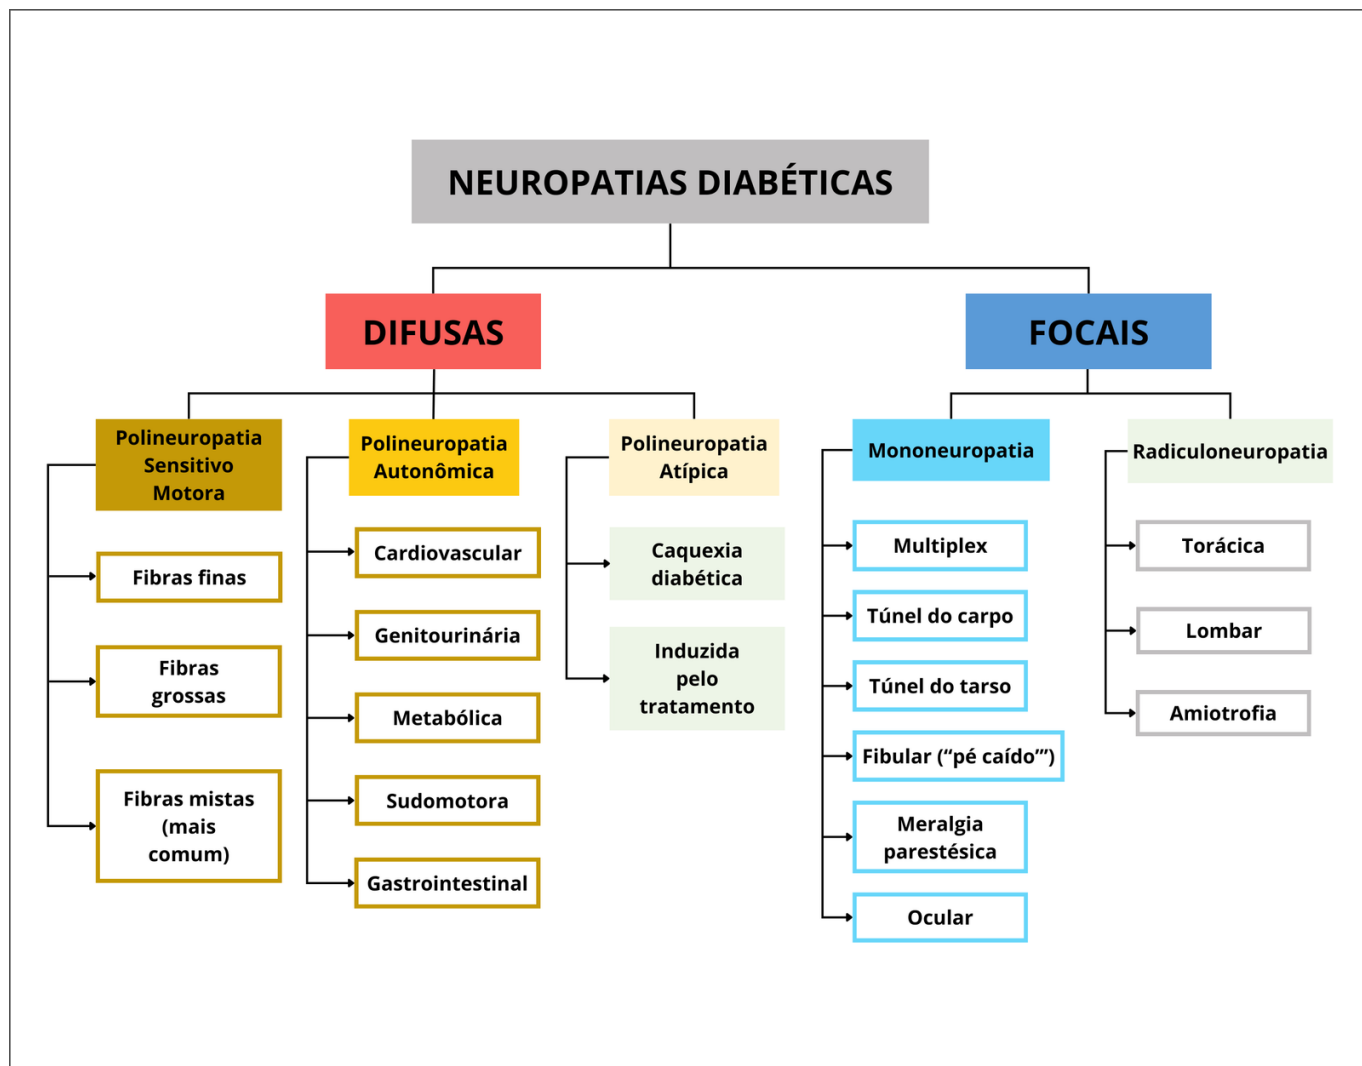 NEUROPATIAS DIABÉTICAS
DIFUSAS
FOCAIS
Polineuropatia
Sensitivo
Motora
Fibras finas
Fibras
grossas
Fibras mistas
(mais
comum)
Polineuropatia
Autonômica
Cardiovascular
Genitourinária
Metabólica
Sudomotora
Gastrointestinal
Polineuropatia
Atípica
Caquexia
diabética
Induzida
pelo
tratamento
Mononeuropatia
Multiplex
Túnel do carpo
Túnel do tarso
Fibular (“pé caído’”)
Meralgia
parestésica
Ocular
Radiculoneuropatia
Torácica
Lombar
Amiotrofia